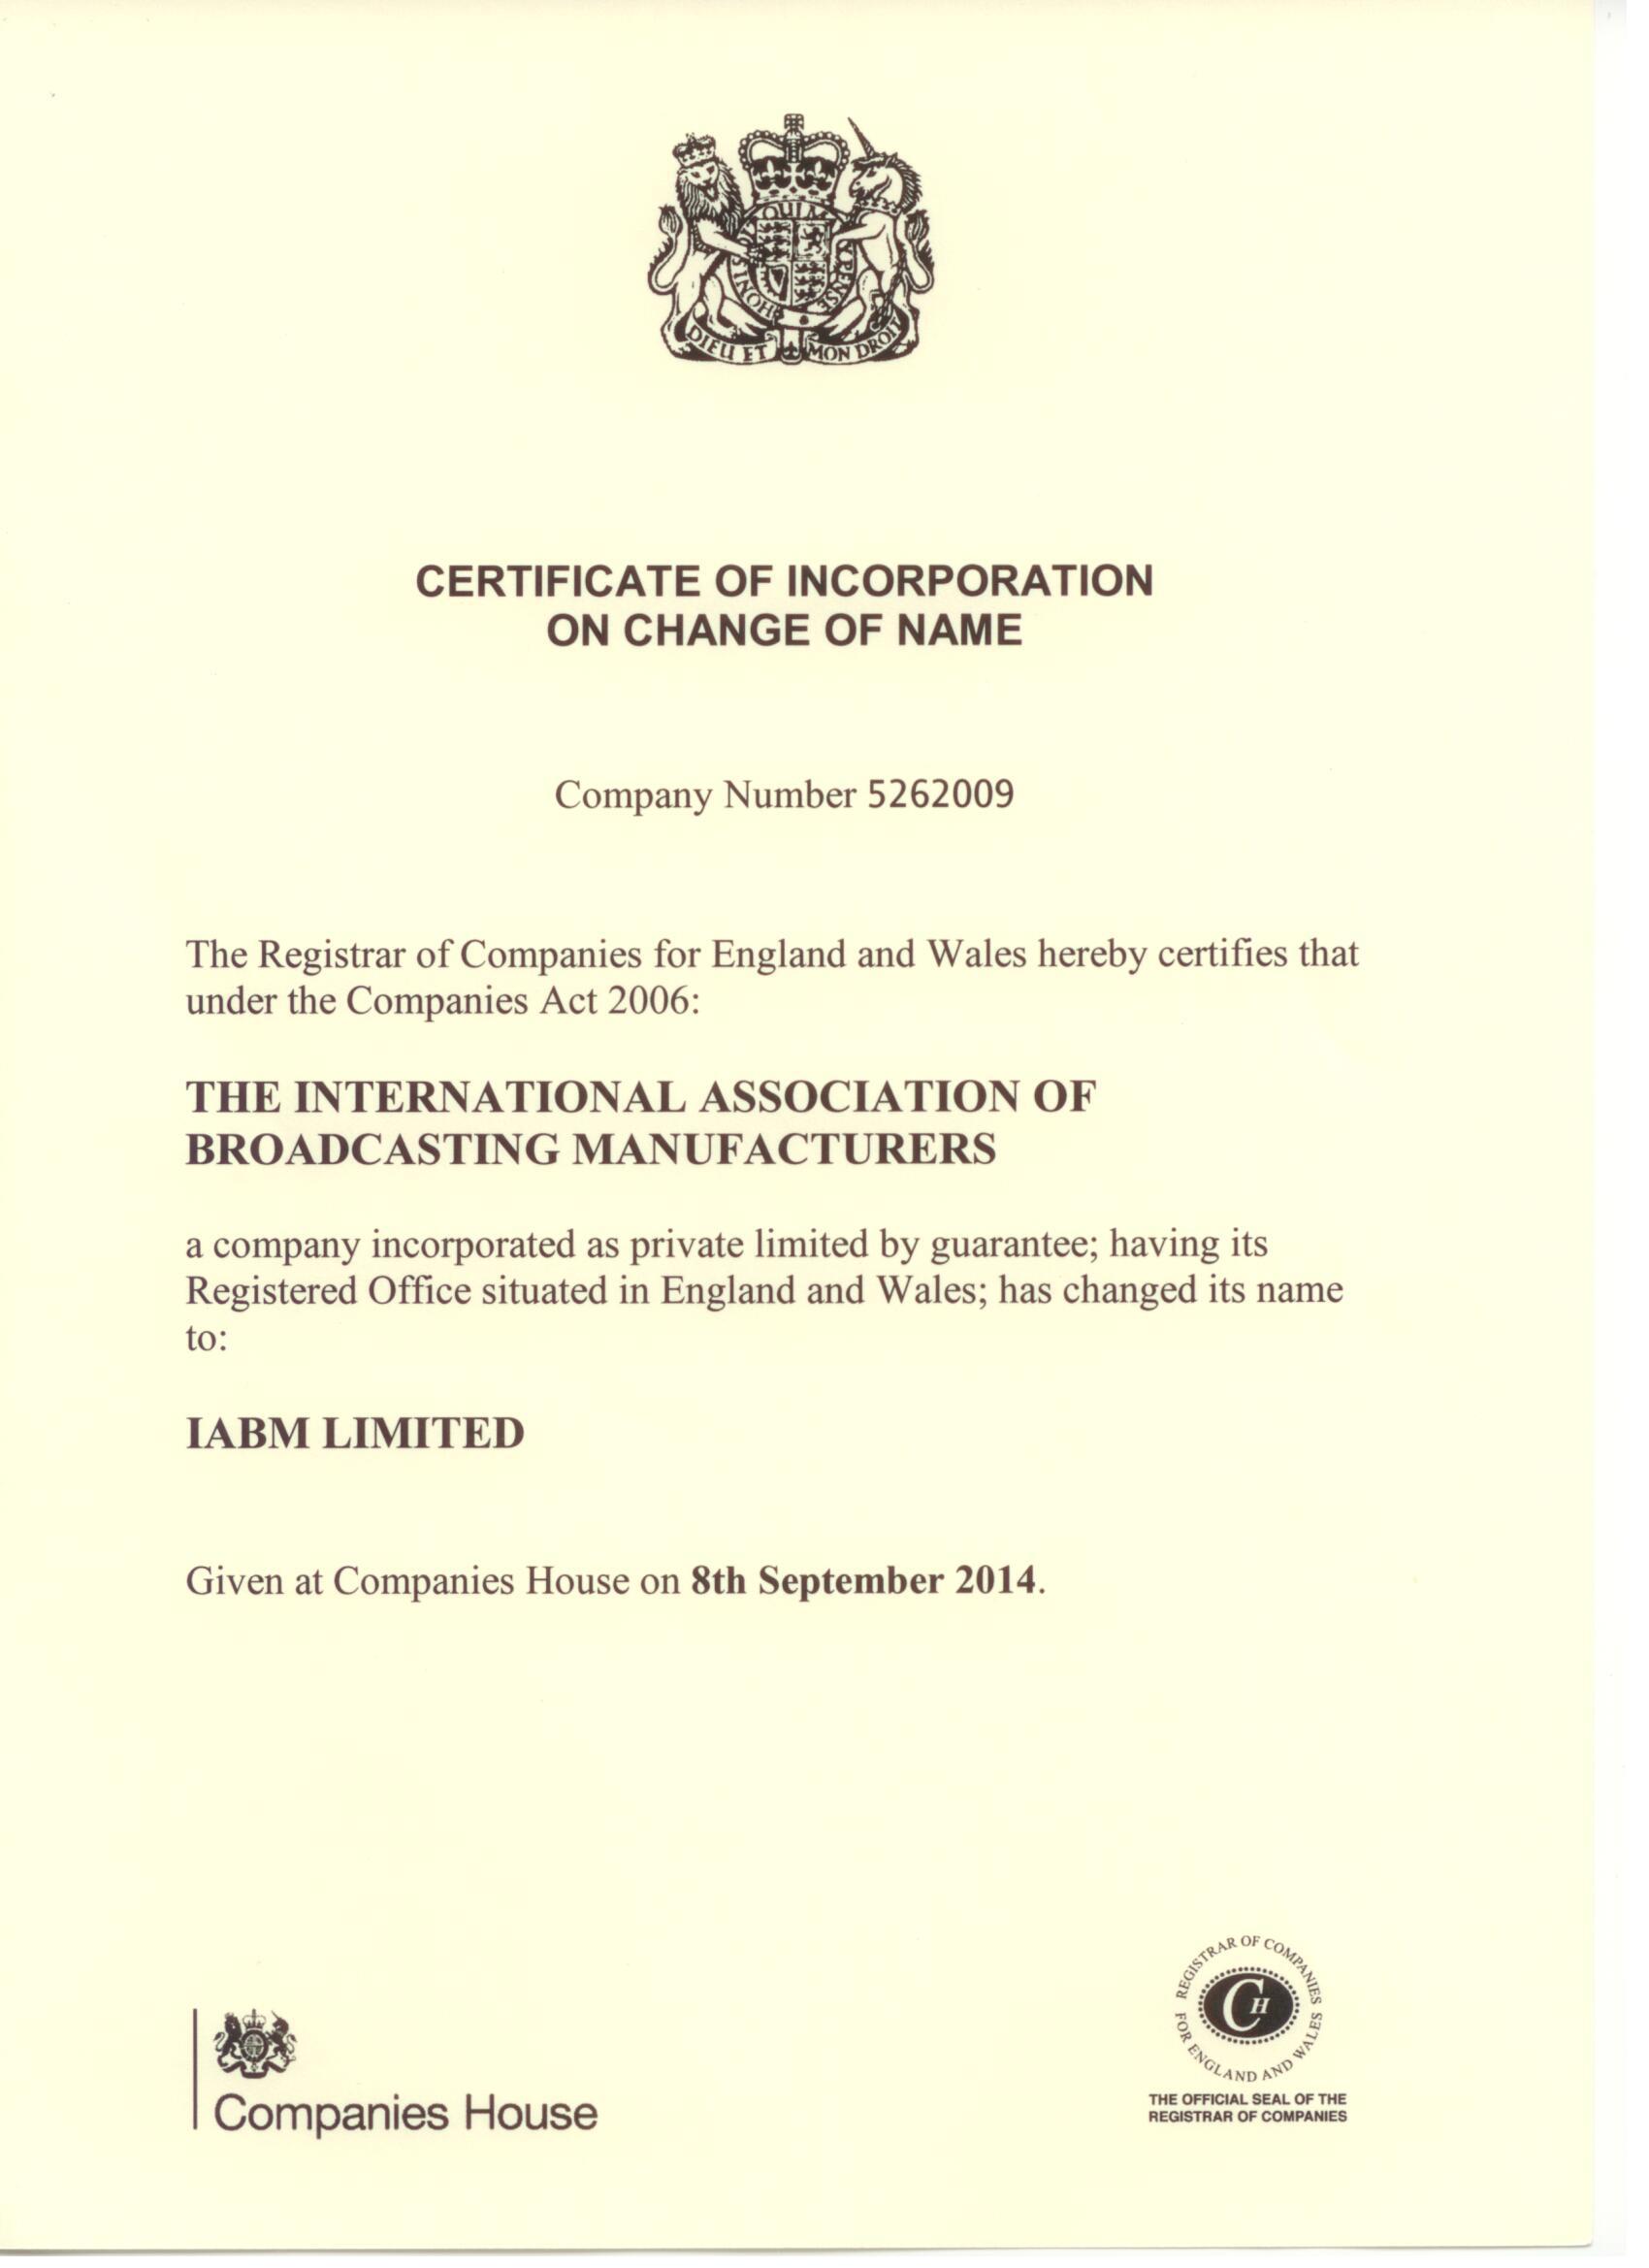 QUI
HONI S
PENSE
DIEU ET MON DROIT
CERTIFICATE OF INCORPORATION
ON CHANGE OF NAME
Company Number 5262009
The Registrar of Companies for England and Wales hereby certifies that
under the Companies Act 2006:
THE INTERNATIONAL ASSOCIATION OF
BROADCASTING MANUFACTURERS
a company incorporated as private limited by guarantee; having its
Registered Office situated in England and Wales; has changed its name
to:
IABM LIMITED
Given at Companies House on 8th September 2014.
Companies House
REGISTRAR OF COMPANIES
FOR ENGLAND AND WALES
CH
THE OFFICIAL SEAL OF THE
REGISTRAR OF COMPANIES